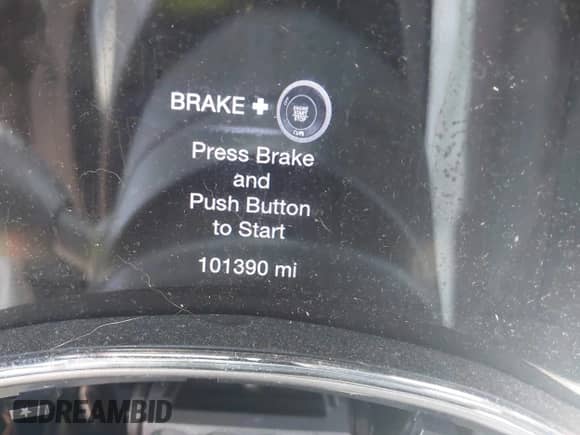 BRAKE +
ENGINE
START
STOP
Press Brake
and
Push Button
to Start
101390 mi
DREAMBID